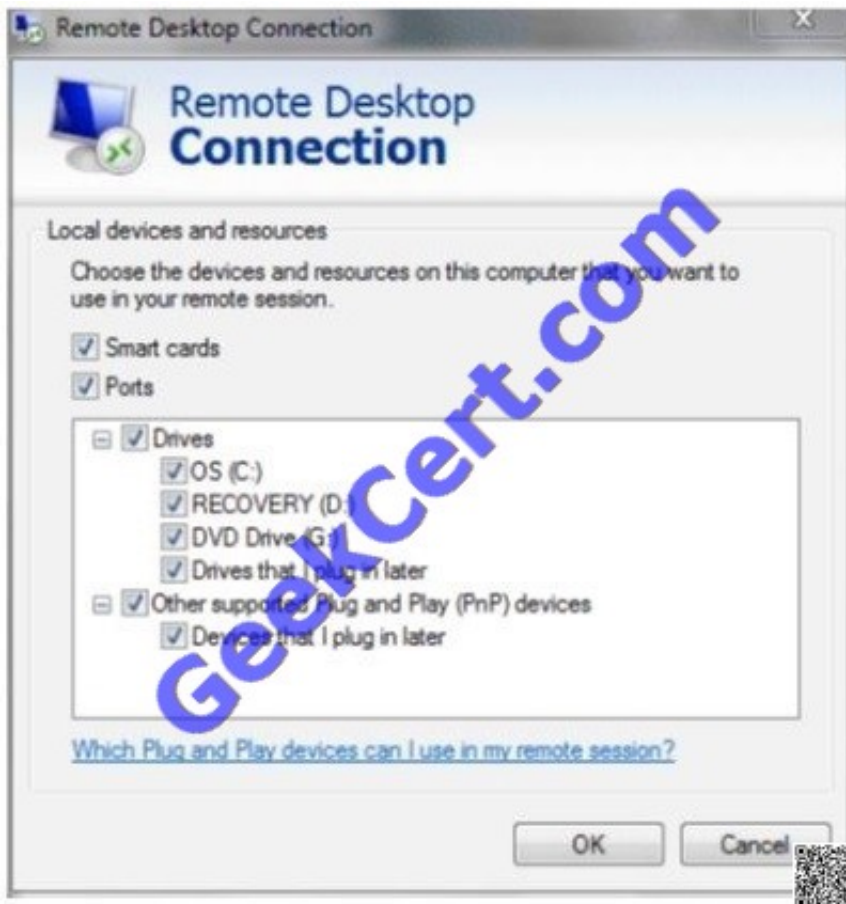 Remote Desktop Connection
Remote Desktop
Connection
Local devices and resources
Choose the devices and resources on this computer that you want to
use in your remote session.
Smart cards
Ports
Drives
OS (C:)
RECOVERY (D:)
DVD Drive (G:)
Drives that I plug in later
Other supported Plug and Play (PnP) devices
Devices that I plug in later
Which Plug and Play devices can I use in my remote session?
OK
Cancel
GeekCert.com